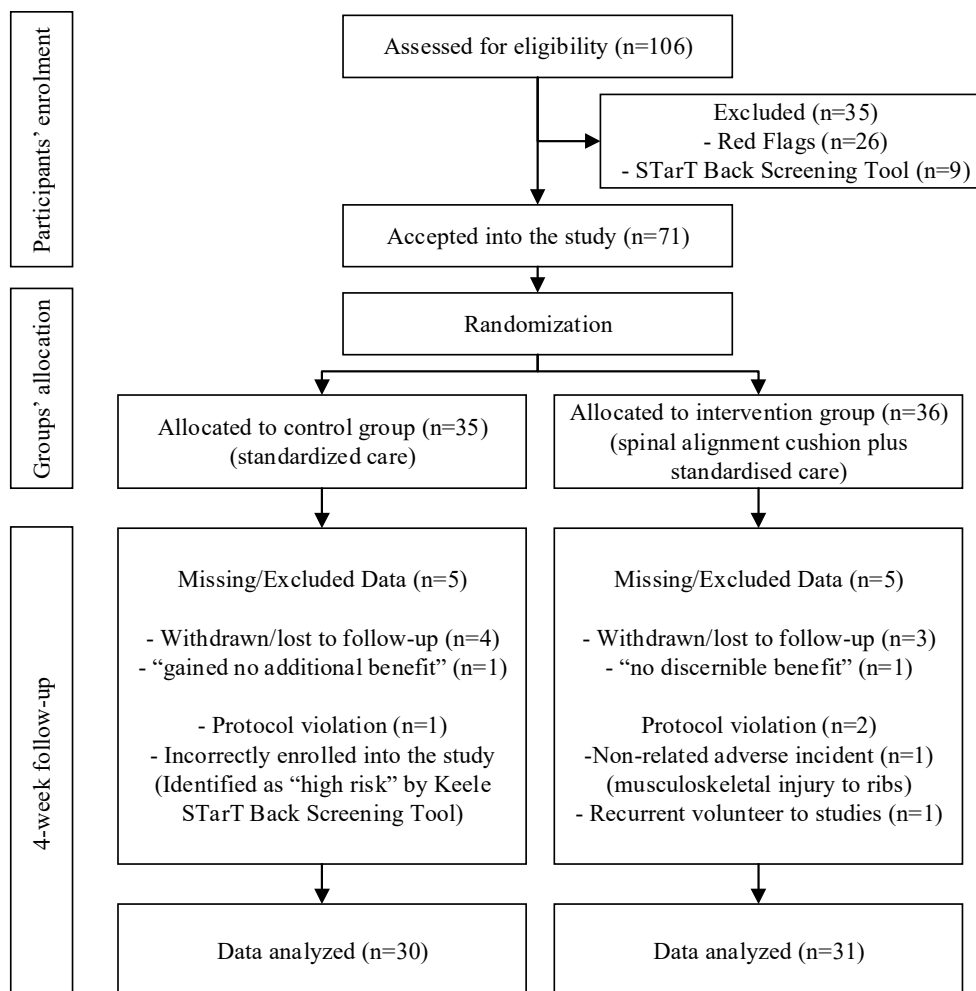 Participants’ enrolment
Assessed for eligibility (n=106)
Excluded (n=35)
- Red Flags (n=26)
- STarT Back Screening Tool (n=9)
Accepted into the study (n=71)
Groups’ allocation
Randomization
Allocated to control group (n=35)
(standardized care)
Allocated to intervention group (n=36)
(spinal alignment cushion plus
standardised care)
4-week follow-up
Missing/Excluded Data (n=5)
- Withdrawn/lost to follow-up (n=4)
- “gained no additional benefit” (n=1)
- Protocol violation (n=1)
- Incorrectly enrolled into the study
(Identified as “high risk” by Keele
STarT Back Screening Tool)
Missing/Excluded Data (n=5)
- Withdrawn/lost to follow-up (n=3)
- “no discernible benefit” (n=1)
Protocol violation (n=2)
-Non-related adverse incident (n=1)
(musculoskeletal injury to ribs)
- Recurrent volunteer to studies (n=1)
Data analyzed (n=30)
Data analyzed (n=31)